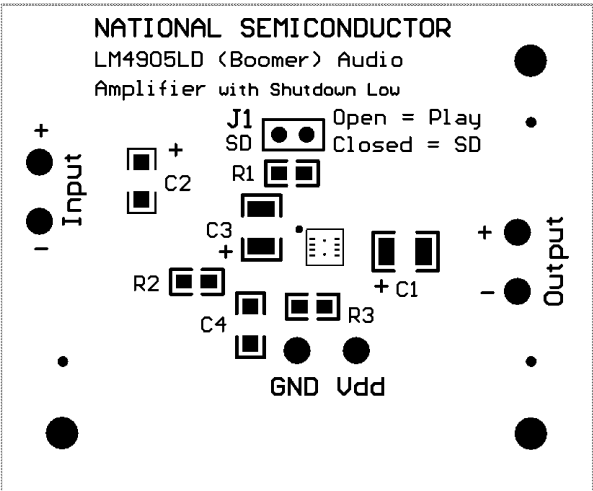 NATIONAL SEMICONDUCTOR
LM4905LD (Boomer) Audio
Amplifier with Shutdown Low
J1
SD
Open = Play
Closed = SD
+
Input
-
+
C2
R1
C3
+
+
C1
+
Output
-
R2
C4
R3
GND Vdd